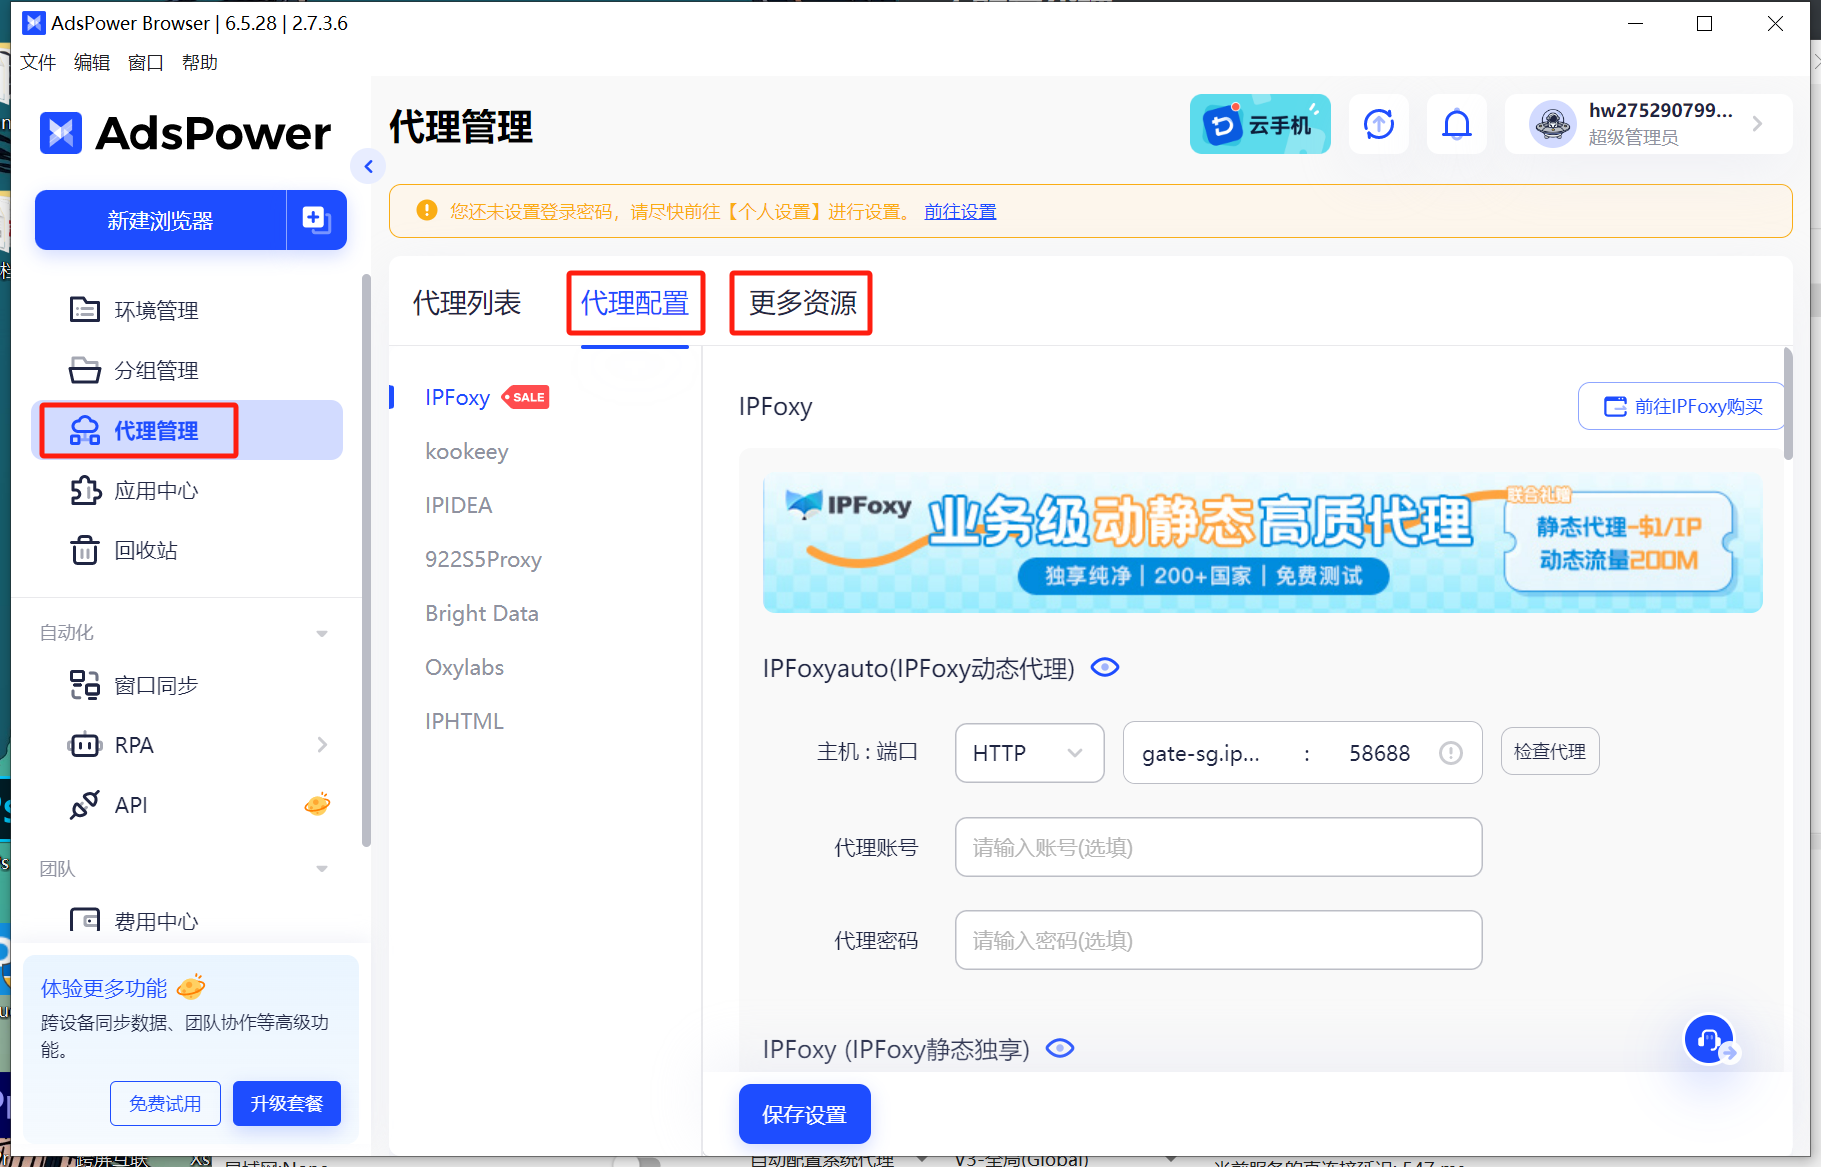 AdsPower Browser | 6.5.28 | 2.7.3.6
文件 编辑 窗口 帮助
AdsPower
新建浏览器
环境管理
分组管理
代理管理
应用中心
回收站
自动化
窗口同步
RPA
API
团队
费用中心
体验更多功能
跨设备同步数据、团队协作等高级功
能。
免费试用
升级套餐
代理管理
云手机
hw275290799...
超级管理员
您还未设置登录密码，请尽快前往【个人设置】进行设置。 前往设置
代理列表
代理配置
更多资源
IPFoxy
SALE
kookeey
IPIDEA
922S5Proxy
Bright Data
Oxylabs
IPHTML
IPFoxy
前往IPFoxy购买
IPFoxy
业务级动静态高质代理
独享纯净 | 200+国家 | 免费测试
联合礼赠
静态代理-$1/IP
动态流量200M
IPFoxyauto(IPFoxy动态代理)
主机 : 端口
HTTP
gate-sg.ip... : 58688
检查代理
代理账号
请输入账号(选填)
代理密码
请输入密码(选填)
IPFoxy (IPFoxy静态独享)
保存设置
自动配置系统代理
V3-全局(Global)